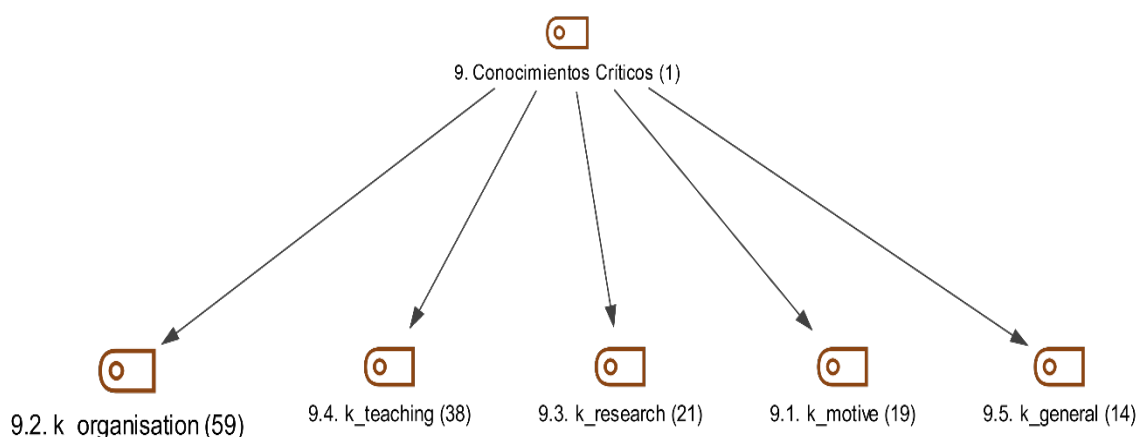 9. Conocimientos Críticos (1)
9.2. k_organisation (59)
9.4. k_teaching (38)
9.3. k_research (21)
9.1. k_motive (19)
9.5. k_general (14)